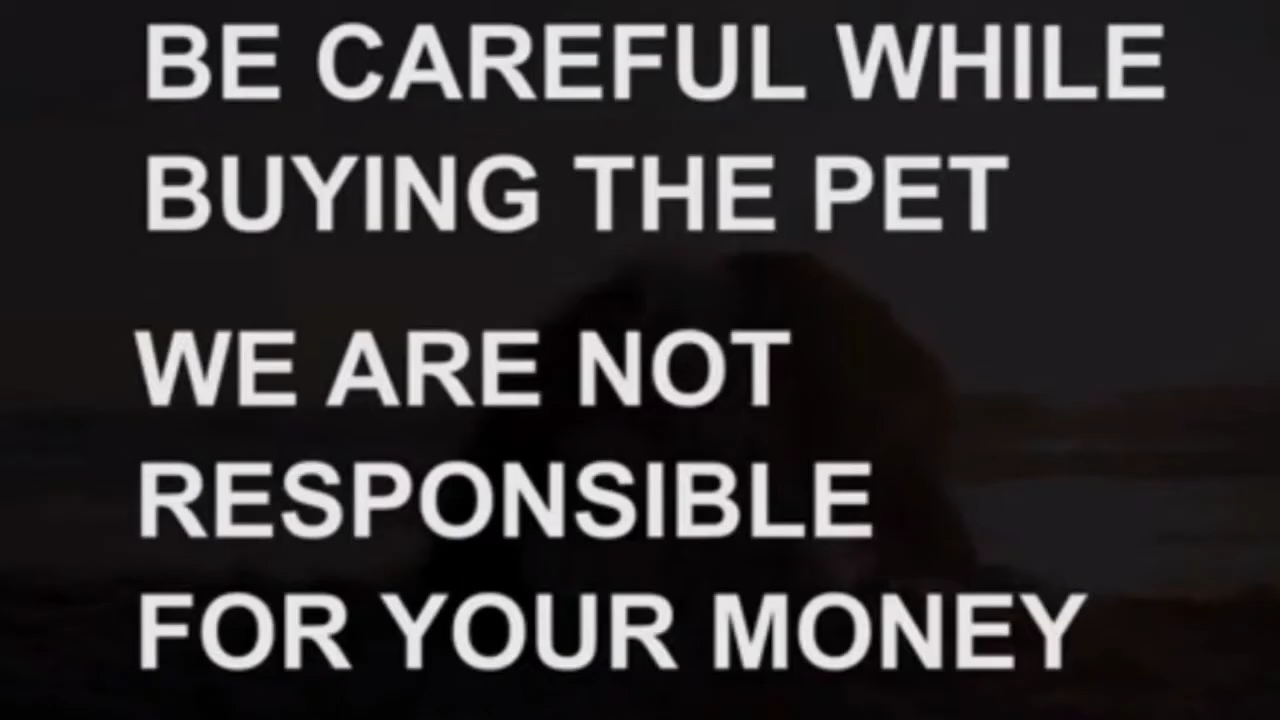 BE CAREFUL WHILE
BUYING THE PET
WE ARE NOT
RESPONSIBLE
FOR YOUR MONEY